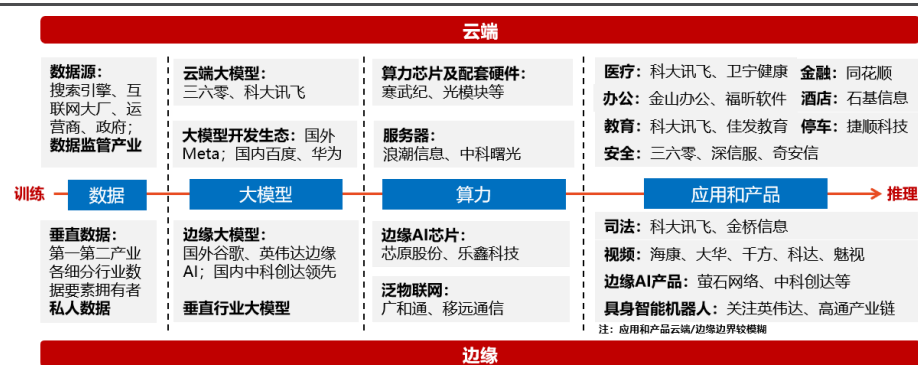 云端
数据源：
搜索引擎、互
联网大厂、运
营商、政府；
数据监管产业
云端大模型：
三六零、科大讯飞
大模型开发生态：国外
Meta；国内百度、华为
算力芯片及配套硬件：
寒武纪、光模块等
服务器：
浪潮信息、中科曙光
医疗：科大讯飞、卫宁健康 金融：同花顺
办公：金山办公、福昕软件 酒店：石基信息
教育：科大讯飞、佳发教育 停车：捷顺科技
安全：三六零、深信服、奇安信
训练 数据 大模型 算力 应用和产品 推理
垂直数据：
第一第二产业
各细分行业数
据要素拥有者
私人数据
边缘大模型：
国外谷歌、英伟达边缘
AI；国内中科创达领先
垂直行业大模型
边缘AI芯片：
芯原股份、乐鑫科技
泛物联网：
广和通、移远通信
司法：科大讯飞、金桥信息
视频：海康、大华、千方、科达、魅视
边缘AI产品：萤石网络、中科创达等
具身智能机器人：关注英伟达、高通产业链
注：应用和产品云端/边缘边界较模糊
边缘